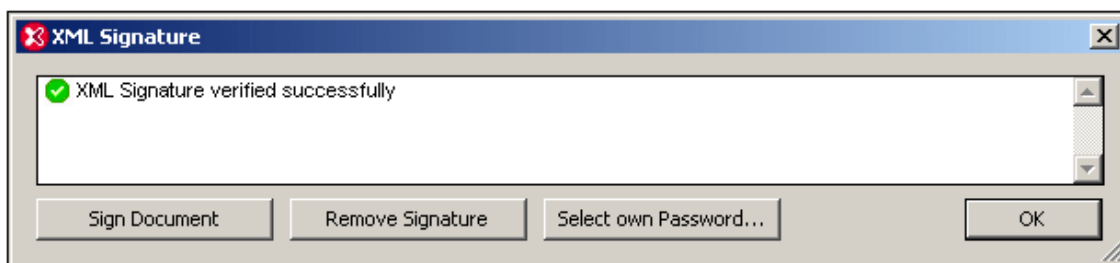 XML Signature
XML Signature verified successfully
Sign Document Remove Signature Select own Password... OK